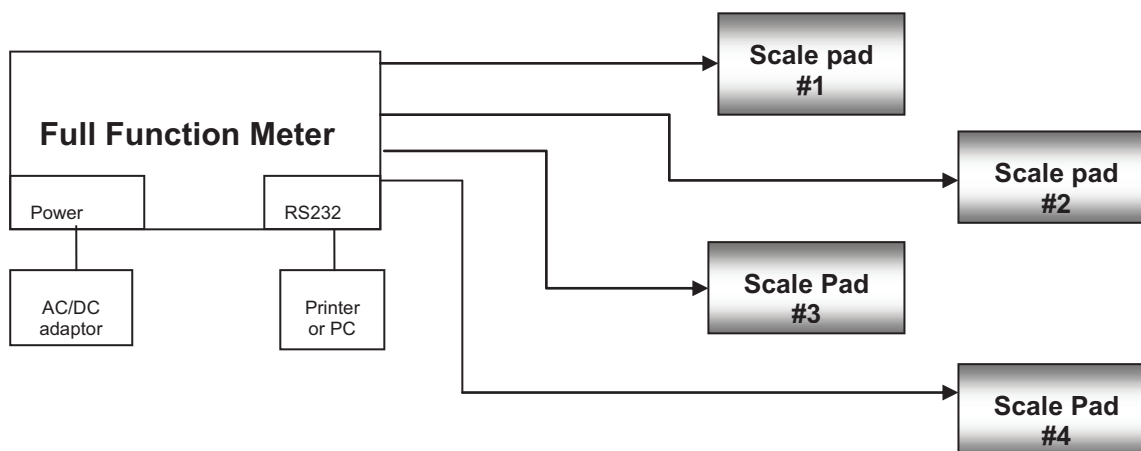 Scale pad
#1
Full Function Meter
Scale pad
#2
Power
RS232
Scale Pad
#3
AC/DC
adaptor
Printer
or PC
Scale Pad
#4